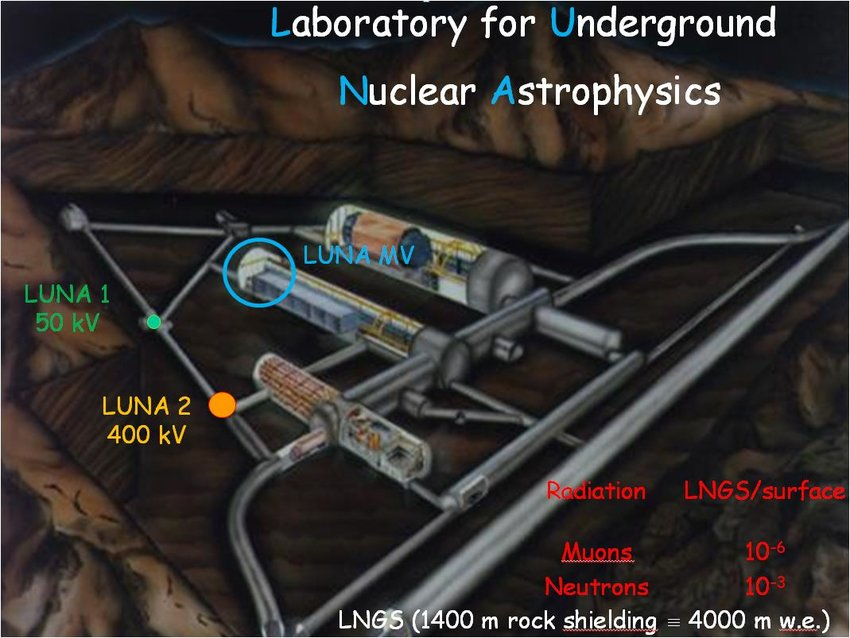 Laboratory for Underground
Nuclear Astrophysics
LUNA MV
LUNA 1
50 kV
LUNA 2
400 kV
Radiation LNGS/surface
Muons 10⁻⁶
Neutrons 10⁻³
LNGS (1400 m rock shielding ≡ 4000 m w.e.)